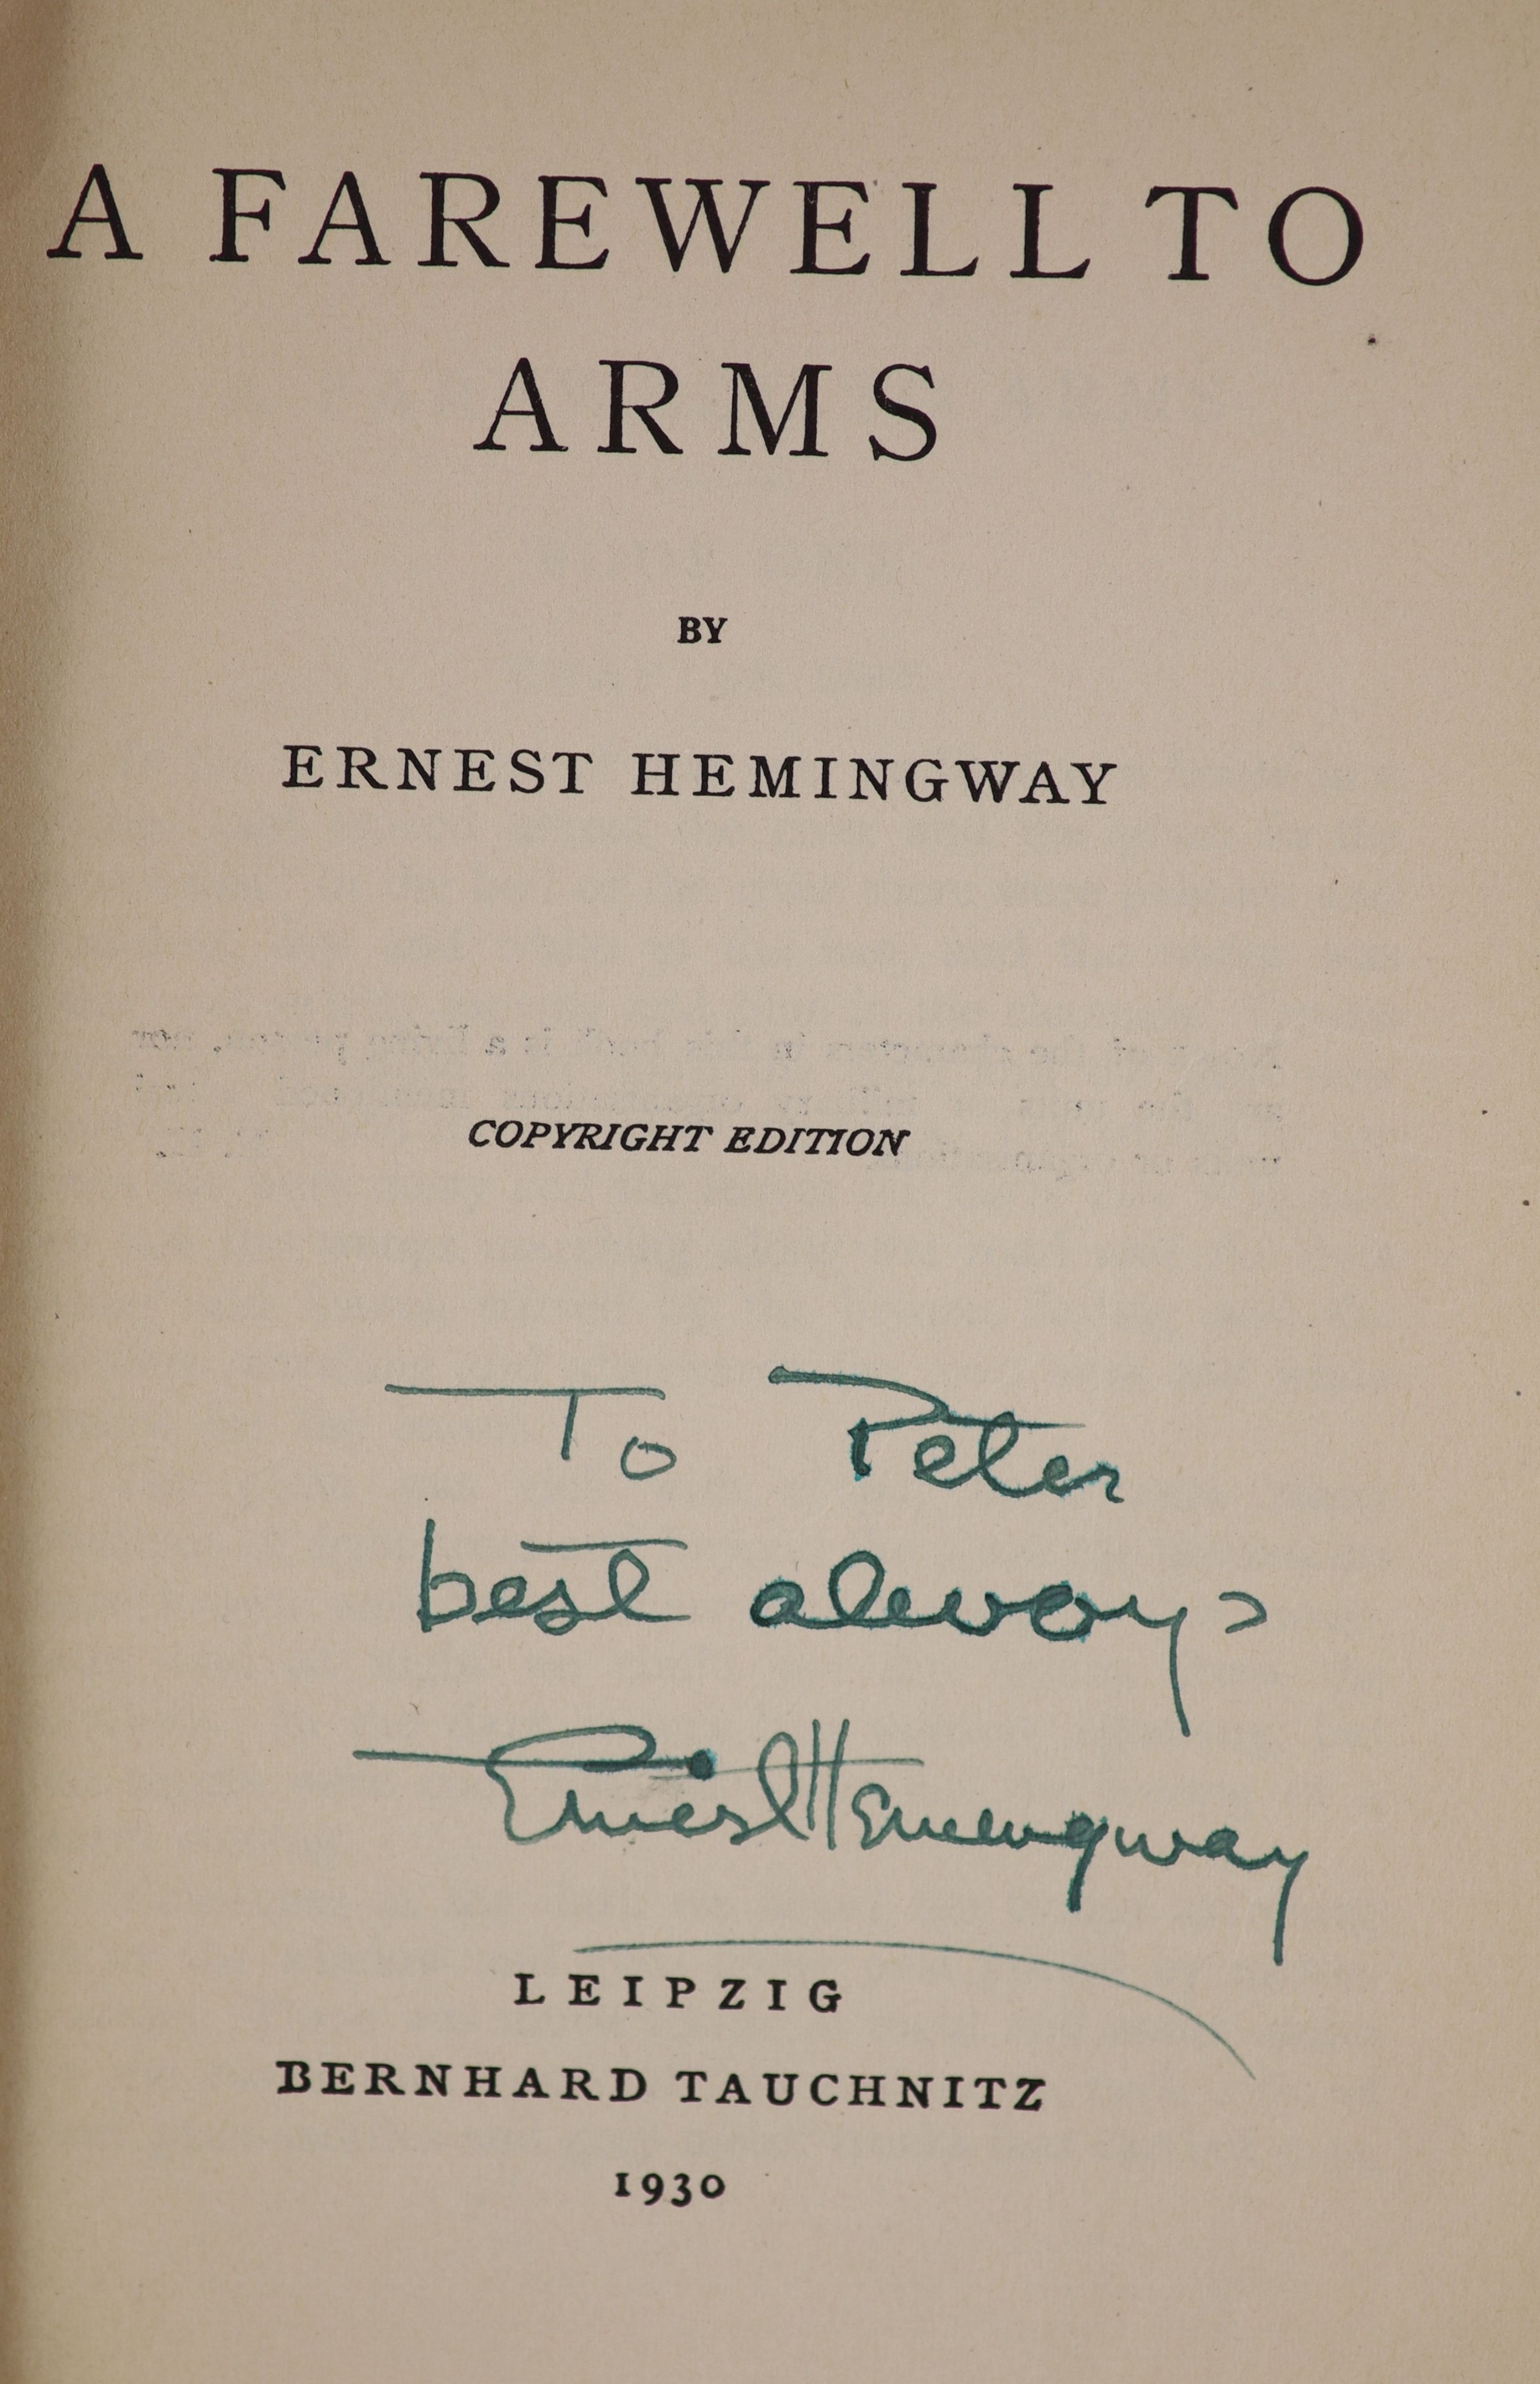 A FAREWELL TO
ARMS
BY
ERNEST HEMINGWAY
COPYRIGHT EDITION
To Peter
best always
Ernest Hemingway
LEIPZIG
BERNHARD TAUCHNITZ
1930